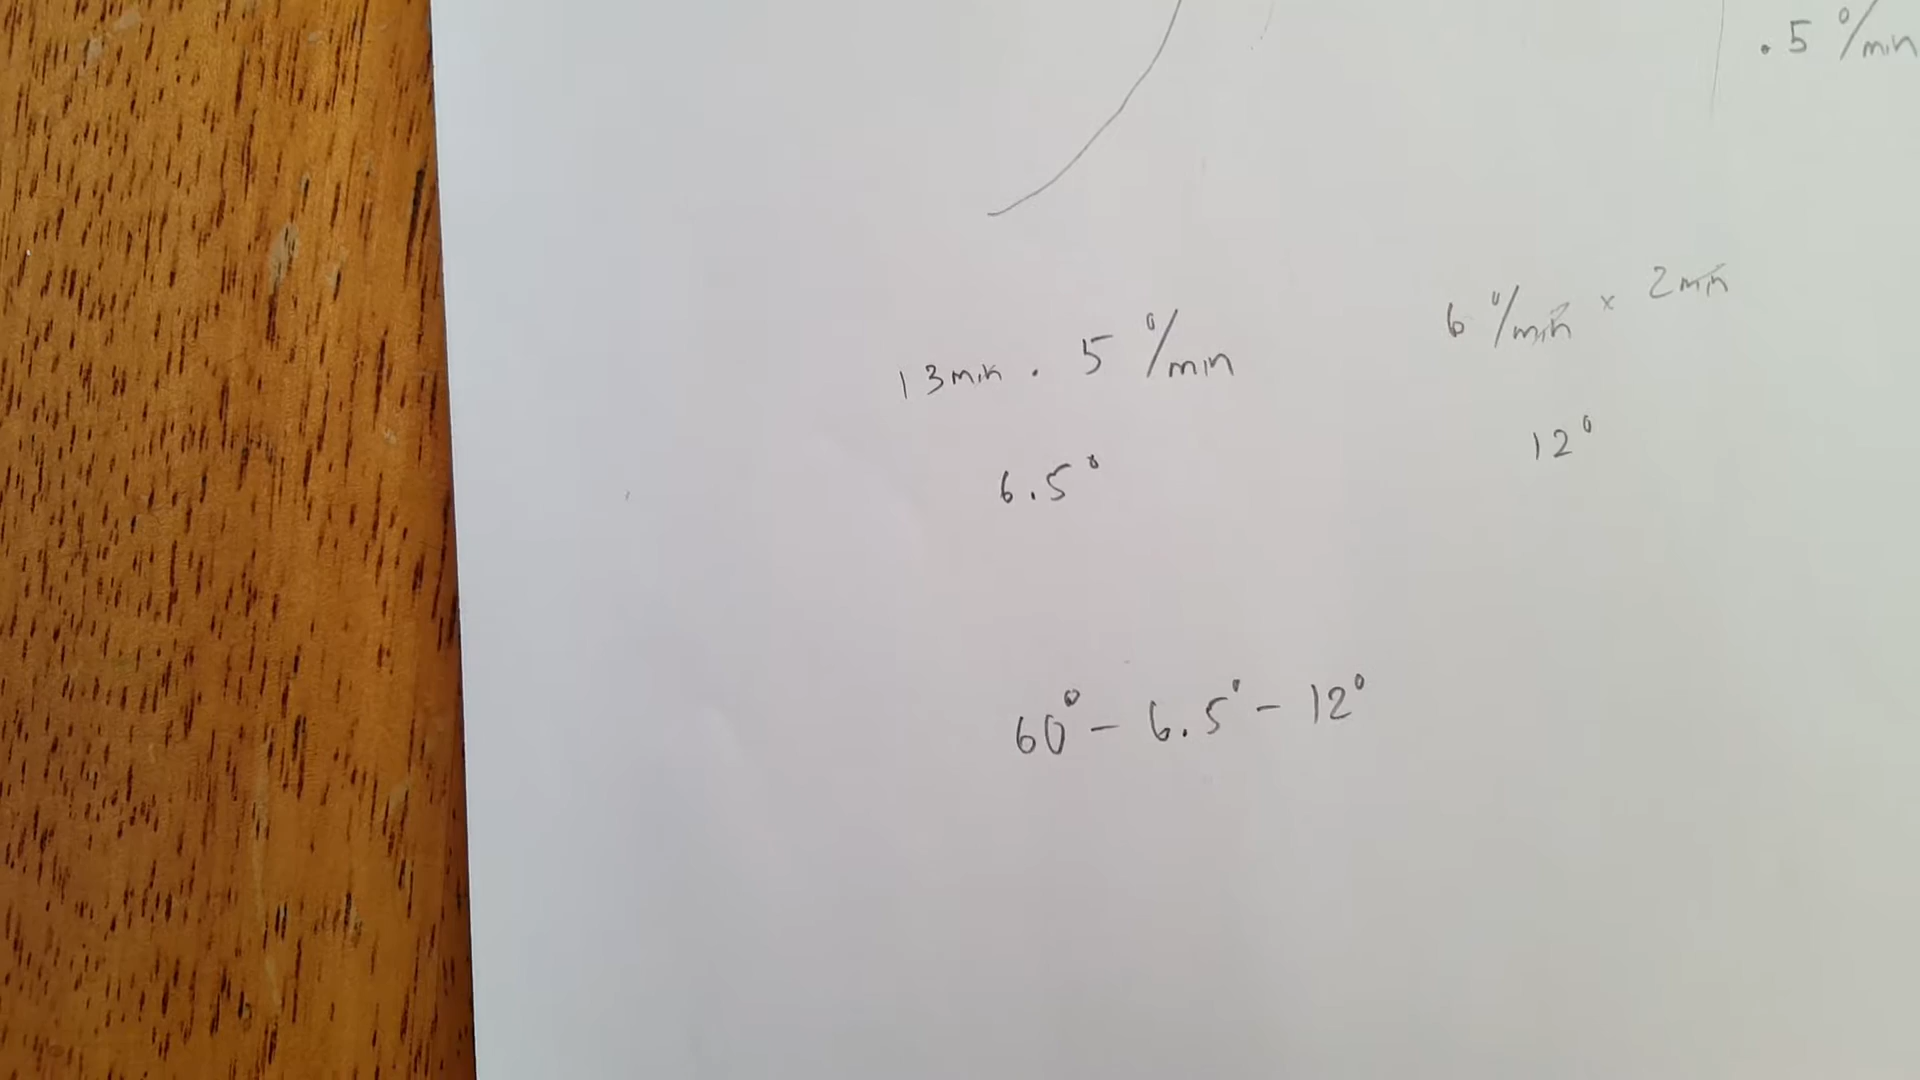 .5 °/min
6 °/min × 2min
13min .5 °/min
12°
6.5°
60° - 6.5° - 12°